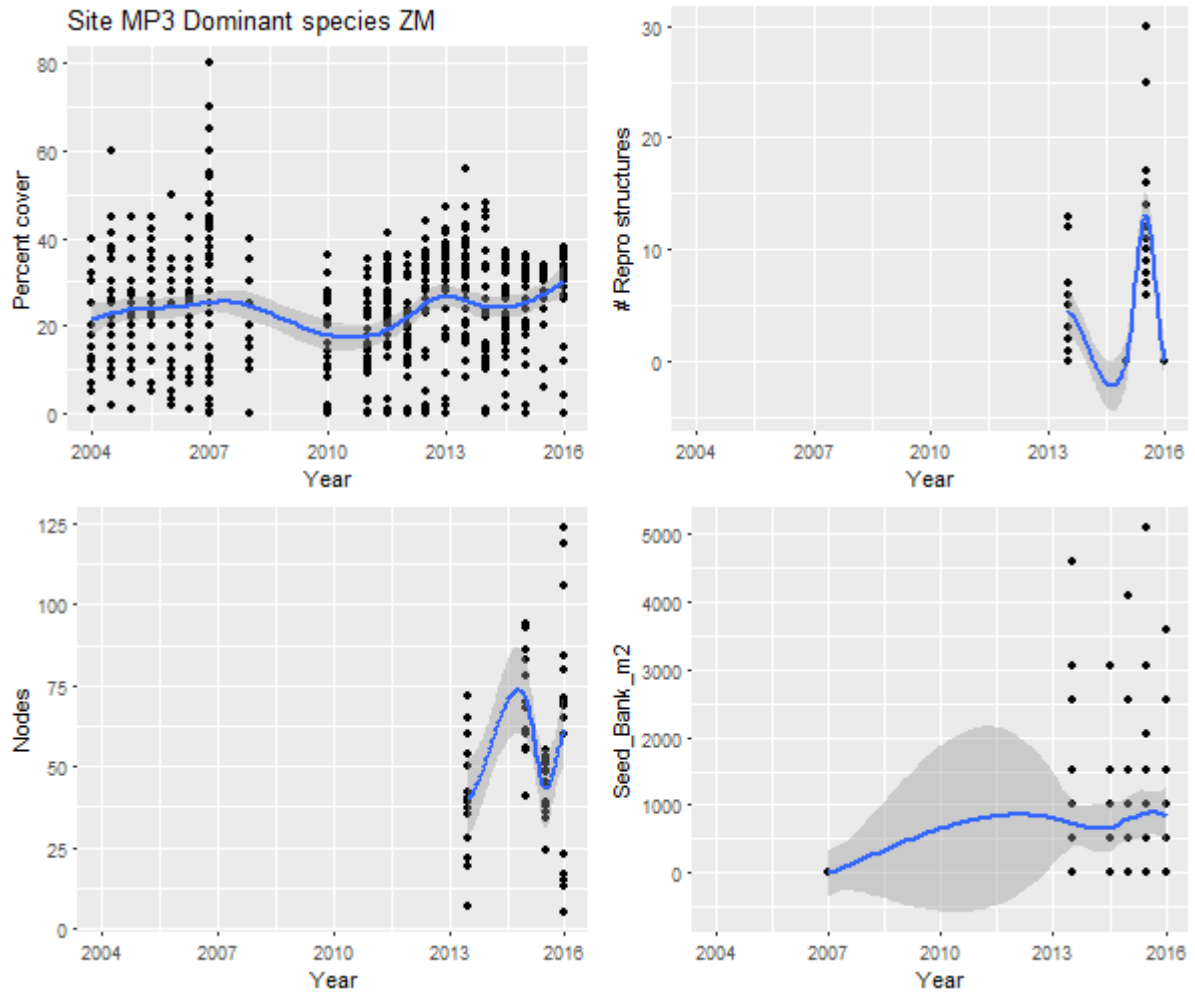 Site MP3 Dominant species ZM
Percent cover
80
60
40
20
0
2004 2007 2010 2013 2016
Year
# Repro structures
30
20
10
0
2004 2007 2010 2013 2016
Year
Nodes
125
100
75
50
25
0
2004 2007 2010 2013 2016
Year
Seed_Bank_m2
5000
4000
3000
2000
1000
0
2004 2007 2010 2013 2016
Year